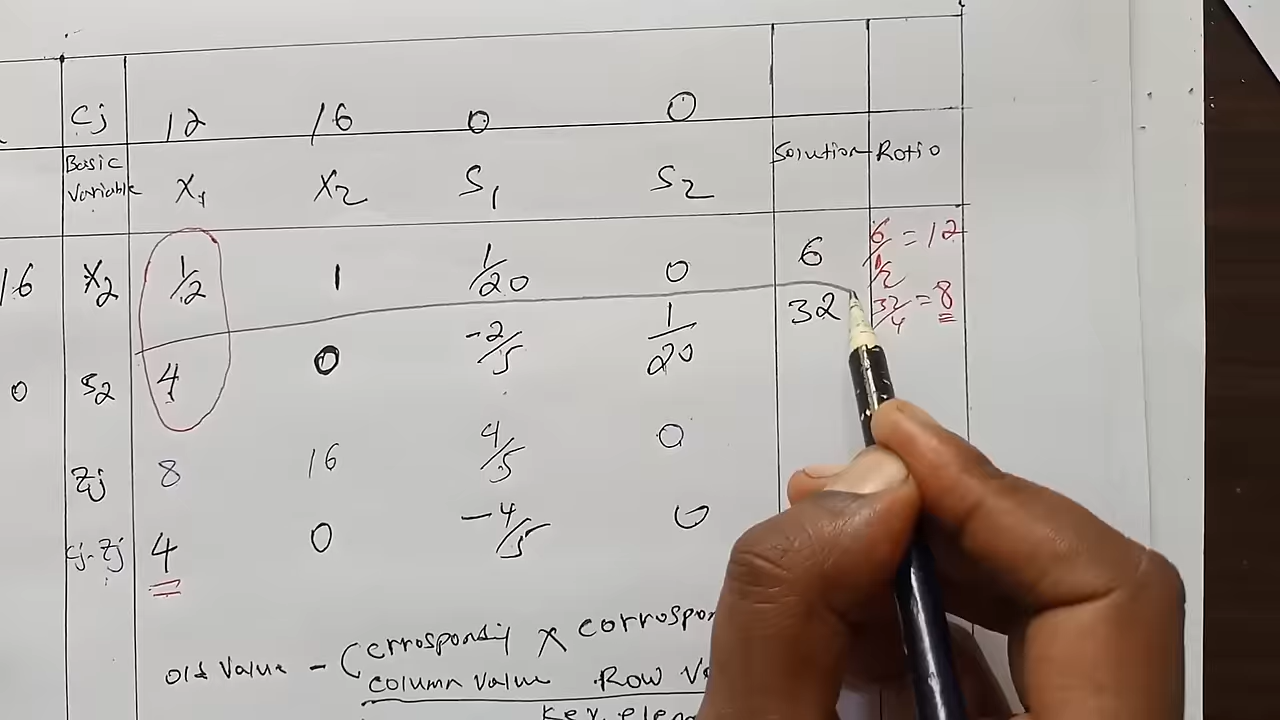 Cj 12 16 0 0
Basic Variable X1 X2 S1 S2 Solution Ratio
16 X2 1/2 1 1/20 0 6 6/1/2 = 12
0 S2 4 0 -2/5 1/20 32 32/4 = 8
Zj 8 16 4/5 0
Cj-Zj 4 0 -4/5 0
Old Value - (Cerrosponsif X correspor
column value Row Va
Key elem